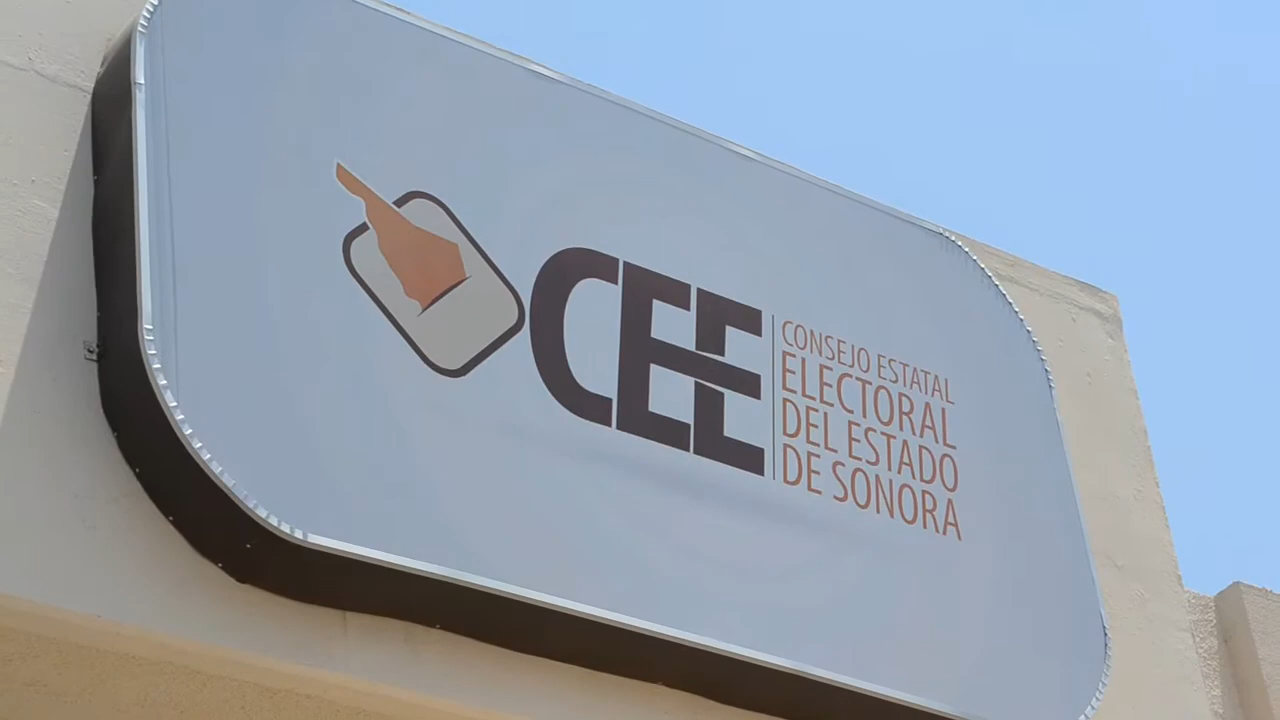 CEE
CONSEJO ESTATAL
ELECTORAL
DEL ESTADO
DE SONORA